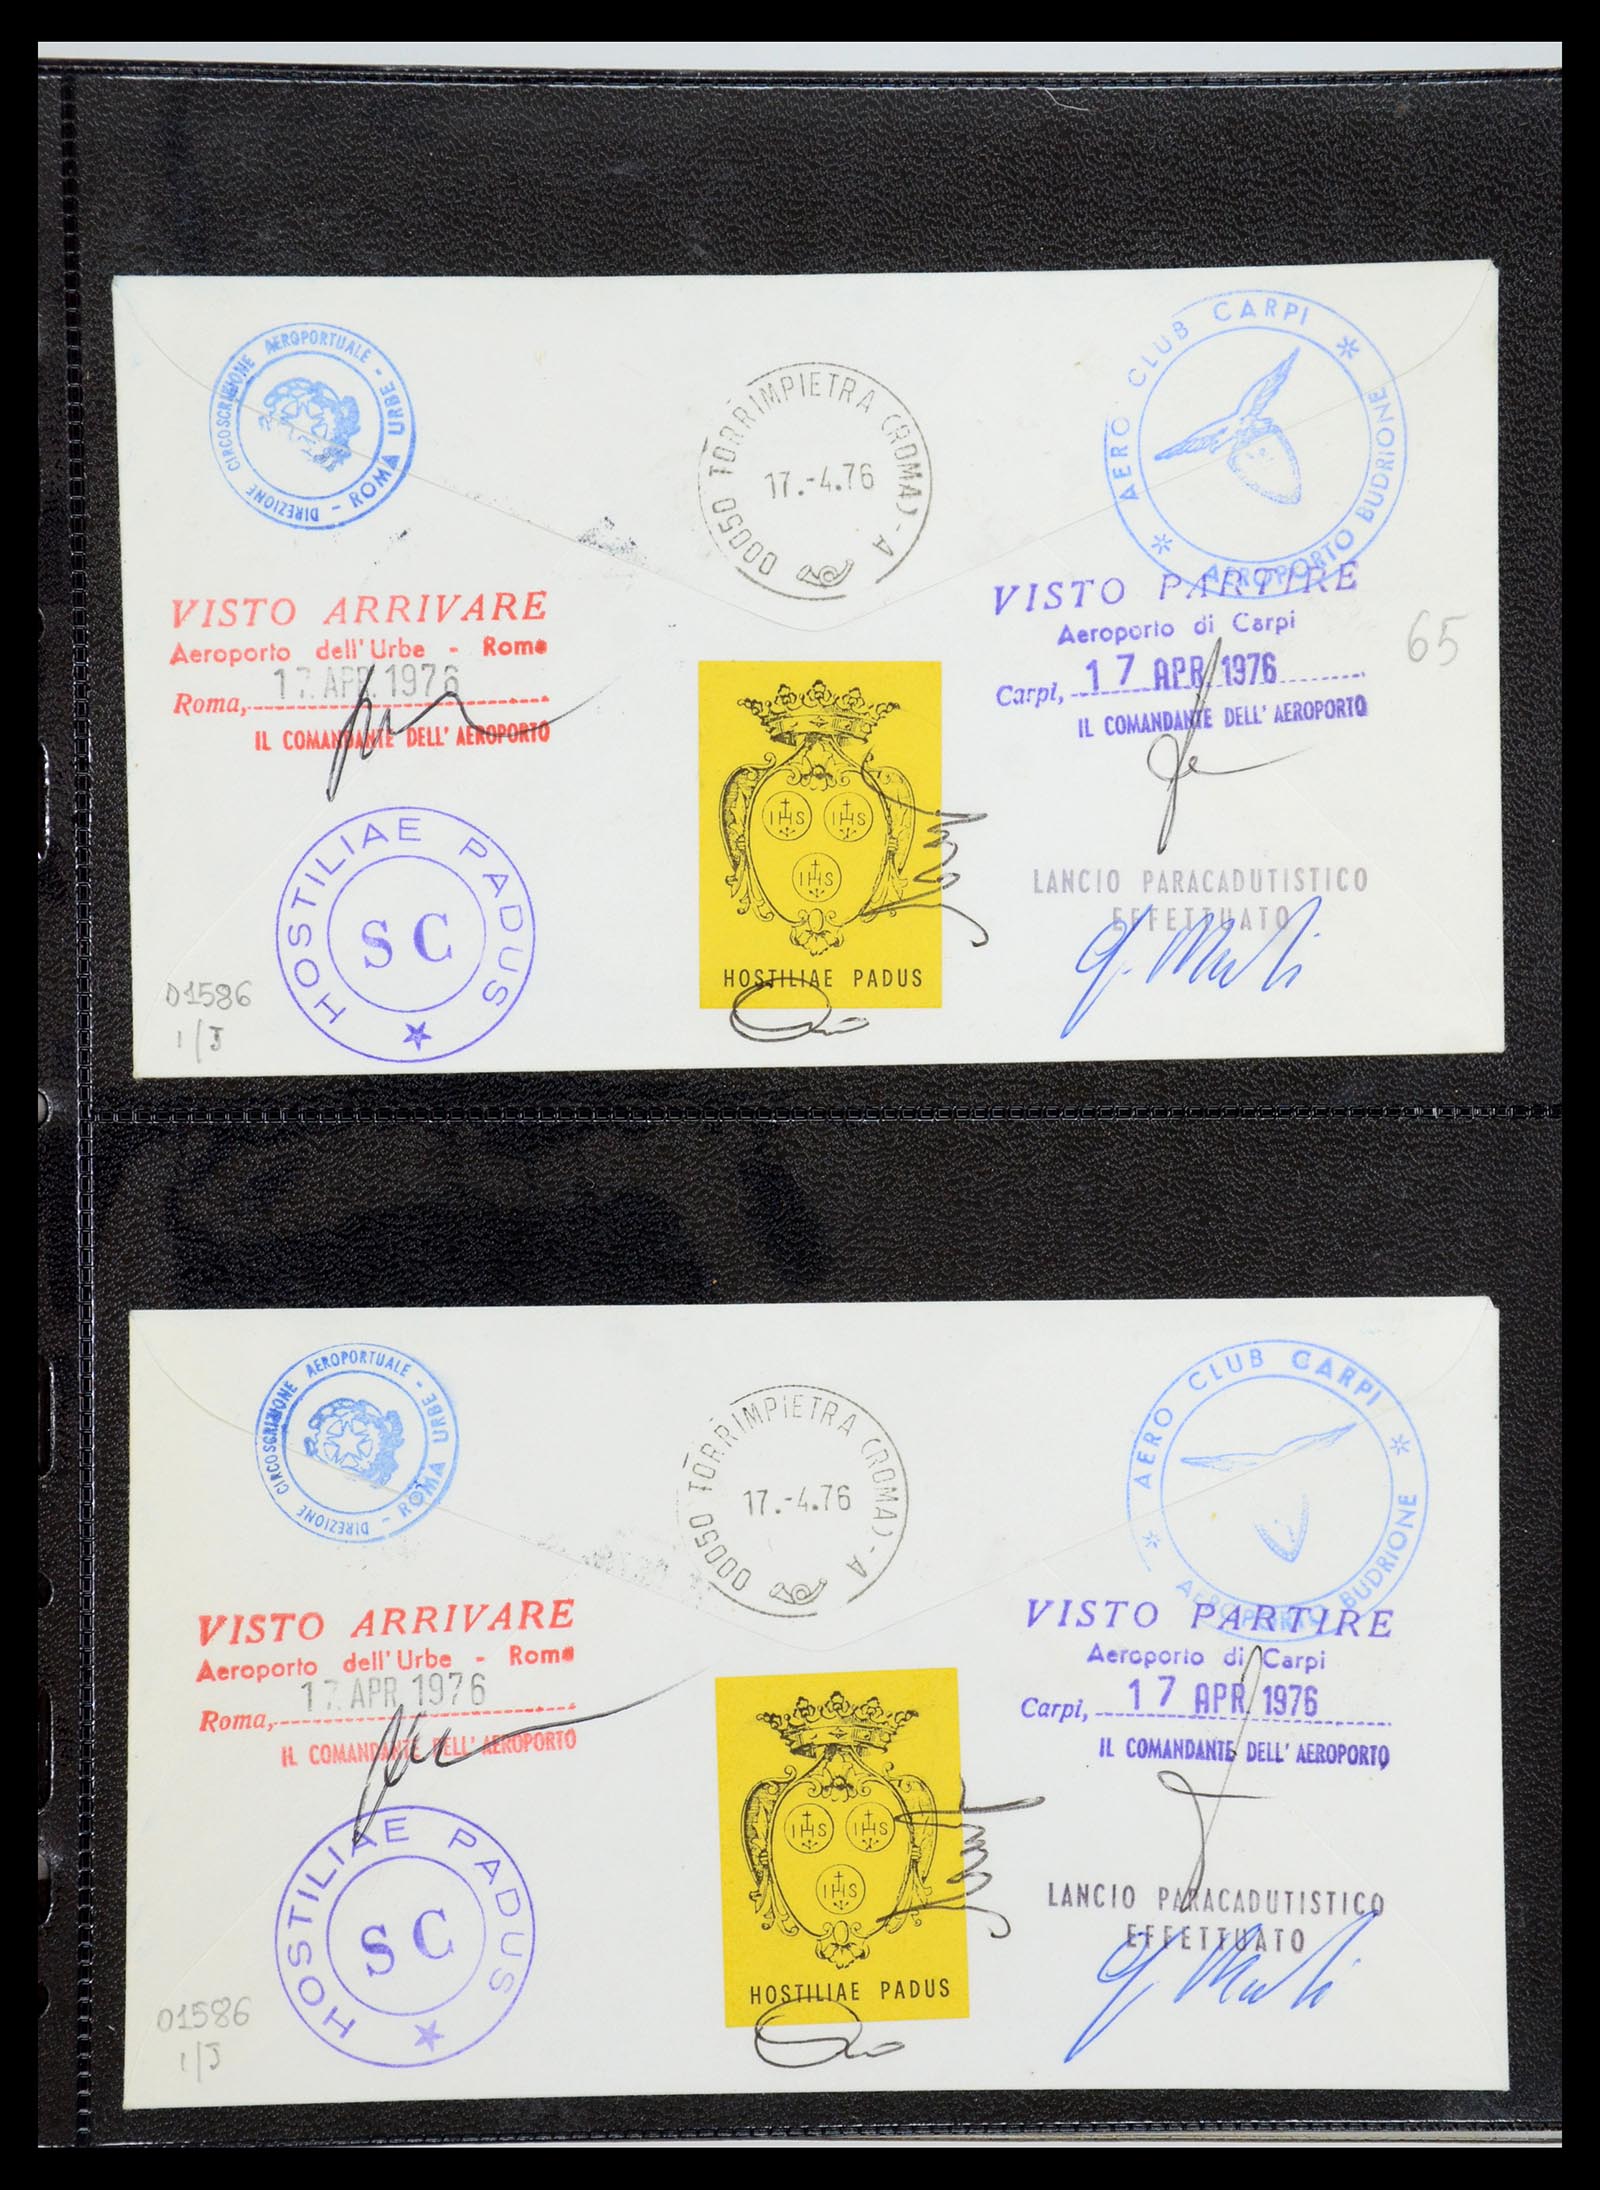 DIREZIONE CIRCOSCRIZIONE AEROPORTUALE - ROMA URBE -
00050 TORRIMPIETRA (ROMA) - A
17.-4.76
* AERO CLUB CARPI *
AEROPORTO BUDRIONE
VISTO ARRIVARE
Aeroporto dell'Urbe - Roma
17. APR. 1976
Roma,
IL COMANDANTE DELL' AEROPORTO
VISTO PARTIRE
Aeroporto di Carpi
17 APR. 1976
Carpi,
IL COMANDANTE DELL' AEROPORTO
65
IHS IHS
IHS
HOSTILIAE PADUS
HOSTILIAE PADUS
SC
LANCIO PARACADUTISTICO
EFFETTUATO
01586
1/J
DIREZIONE CIRCOSCRIZIONE AEROPORTUALE - ROMA URBE -
00050 TORRIMPIETRA (ROMA) - A
17.-4.76
* AERO CLUB CARPI *
AEROPORTO BUDRIONE
VISTO ARRIVARE
Aeroporto dell'Urbe - Roma
17. APR. 1976
Roma,
IL COMANDANTE DELL' AEROPORTO
VISTO PARTIRE
Aeroporto di Carpi
17 APR. 1976
Carpi,
IL COMANDANTE DELL' AEROPORTO
IHS IHS
IHS
HOSTILIAE PADUS
HOSTILIAE PADUS
SC
LANCIO PARACADUTISTICO
EFFETTUATO
01586
1/J